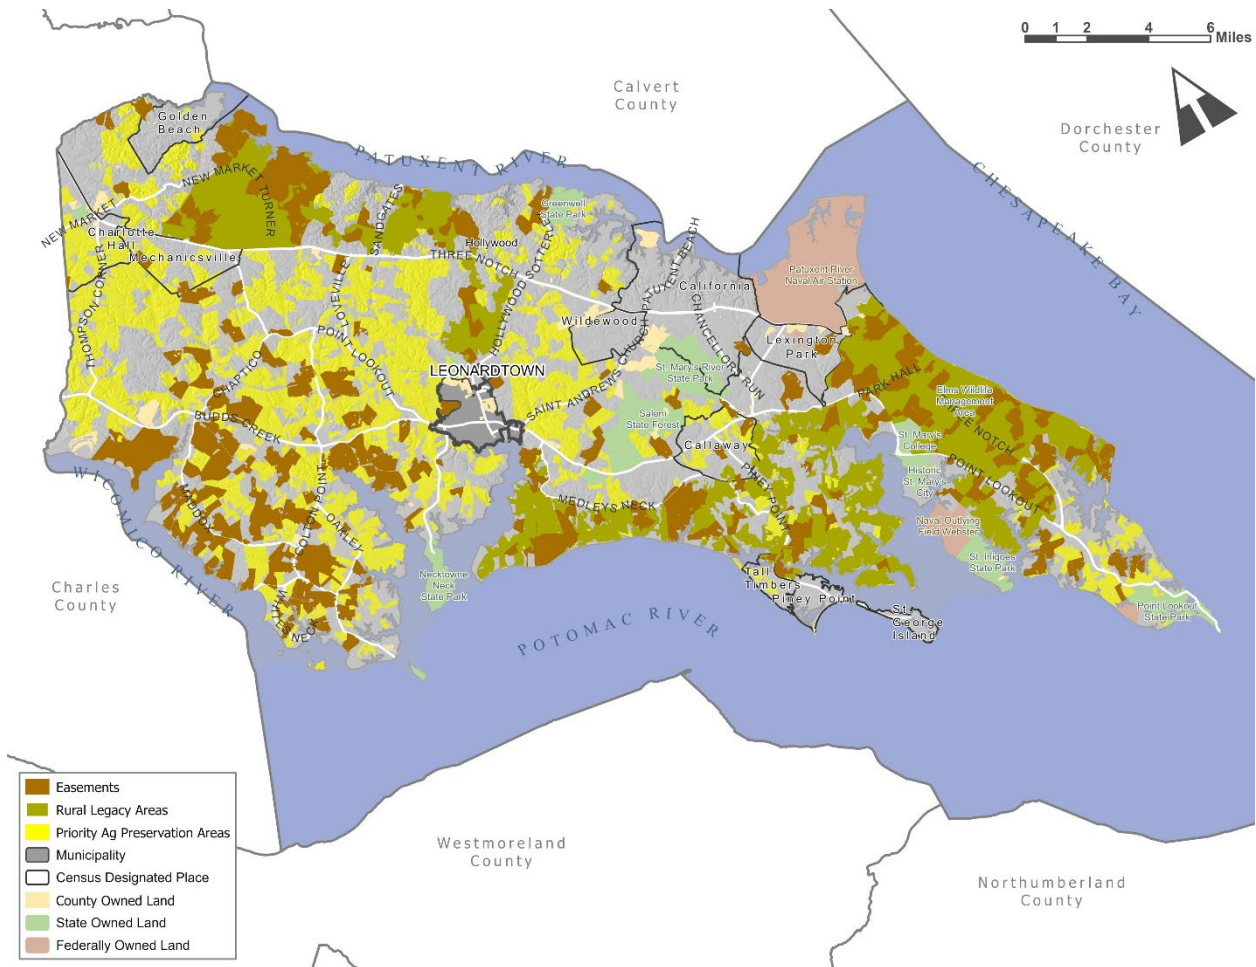 0 1 2 4 6 Miles
Calvert
County
Dorchester
County
Golden
Beach
PATUXENT RIVER
CHESAPEAKE BAY
NEW MARKET TURNER
NEW MARKET
Charlotte
Hall
Mechanicsville
THOMPSON CORNER
SANDGATES
LOVEVILLE
Hollywood
THREE NOTCH
Greenwell
State Park
HOLLYWOOD
SOTTERLEY
PATUXENT BEACH
California
Patuxent River
Naval Air Station
Wildewood
CHANCELLORS RUN
Lexington
Park
POINT LOOKOUT
CHAPTICO
LEONARDTOWN
SAINT ANDREWS CHURCH
St. Mary's River
State Park
PARK HALL
Elms Wildlife
Management
Area
THREE NOTCH
BUDDS CREEK
Salem
State Forest
Callaway
St. Mary's
College
POINT LOOKOUT
Historic
St. Mary's
City
WICOMICO RIVER
MADDOX
COLTON POINT
OAKLEY
MEDLEYS NECK
PINEY POINT
Naval Outlying
Field Webster
St. Inigoes
State Park
Charles
County
Necktowne
Neck
State Park
Tall
Timbers
Piney Point
St.
George
Island
Point Lookout
State Park
POTOMAC RIVER
Easements
Rural Legacy Areas
Priority Ag Preservation Areas
Municipality
Census Designated Place
County Owned Land
State Owned Land
Federally Owned Land
Westmoreland
County
Northumberland
County